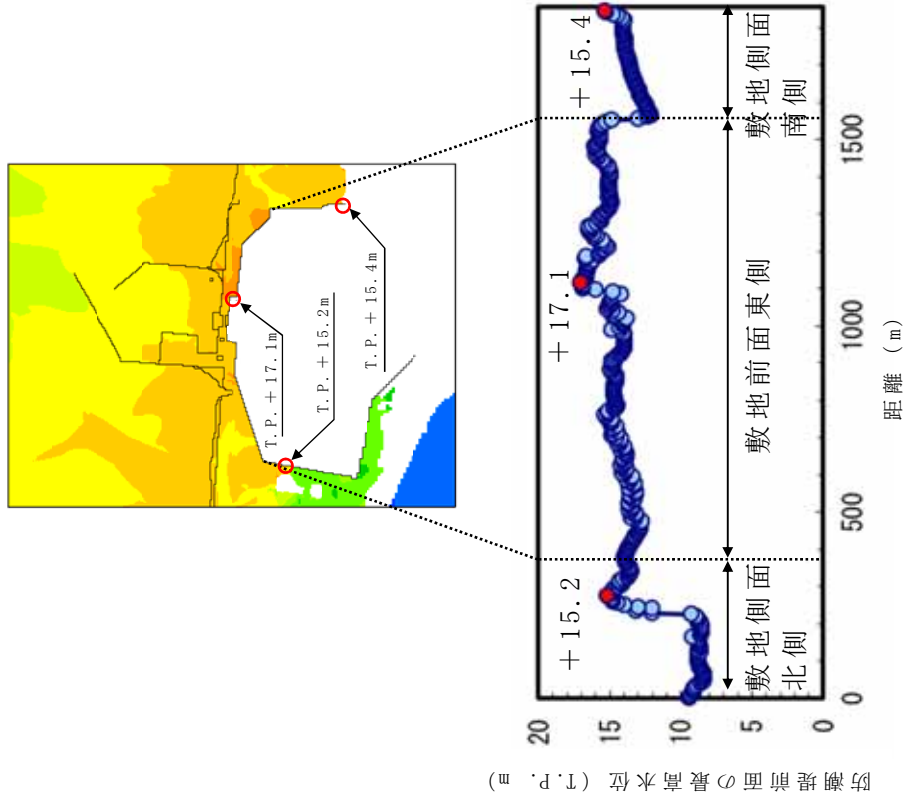 T.P.+17.1m
T.P.+15.2m
T.P.+15.4m
防潮堤前面の最高水位（T.P. m）
20
15
10
5
0
+15.2
+17.1
+15.4
敷地側面
北側
敷地前面東側
敷地側面
南側
0
500
1000
1500
距離（m）